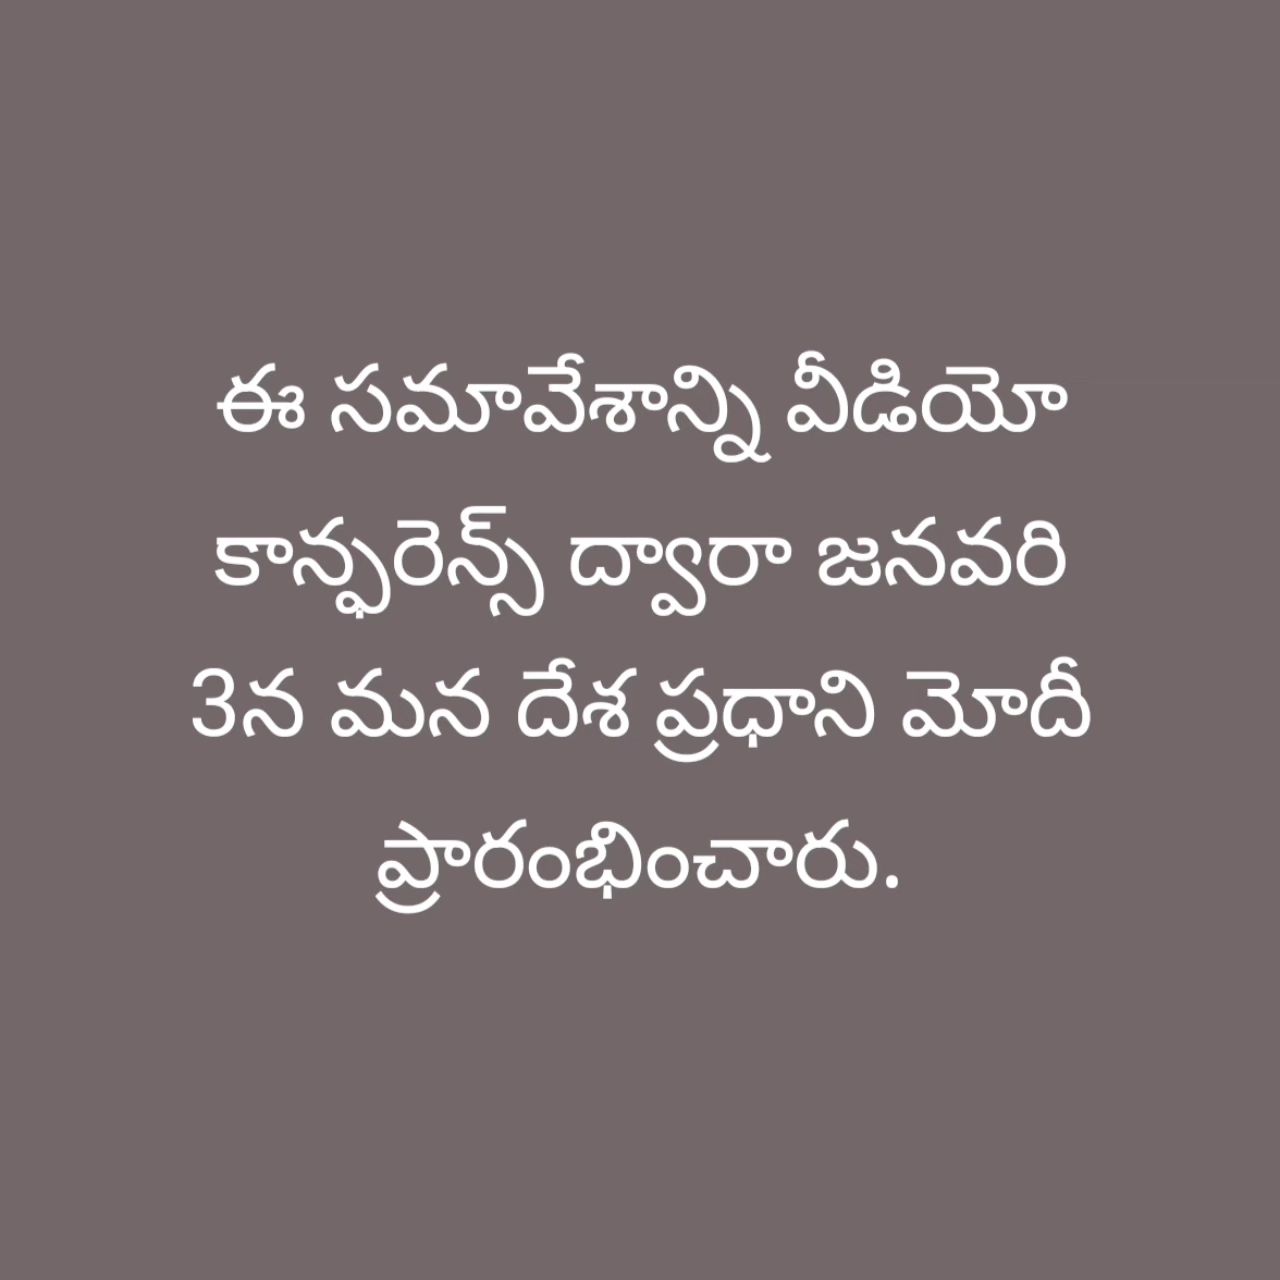 ఈ సమావేశాన్ని వీడియో
కాన్ఫరెన్స్ ద్వారా జనవరి
3న మన దేశ ప్రధాని మోదీ
ప్రారంభించారు.